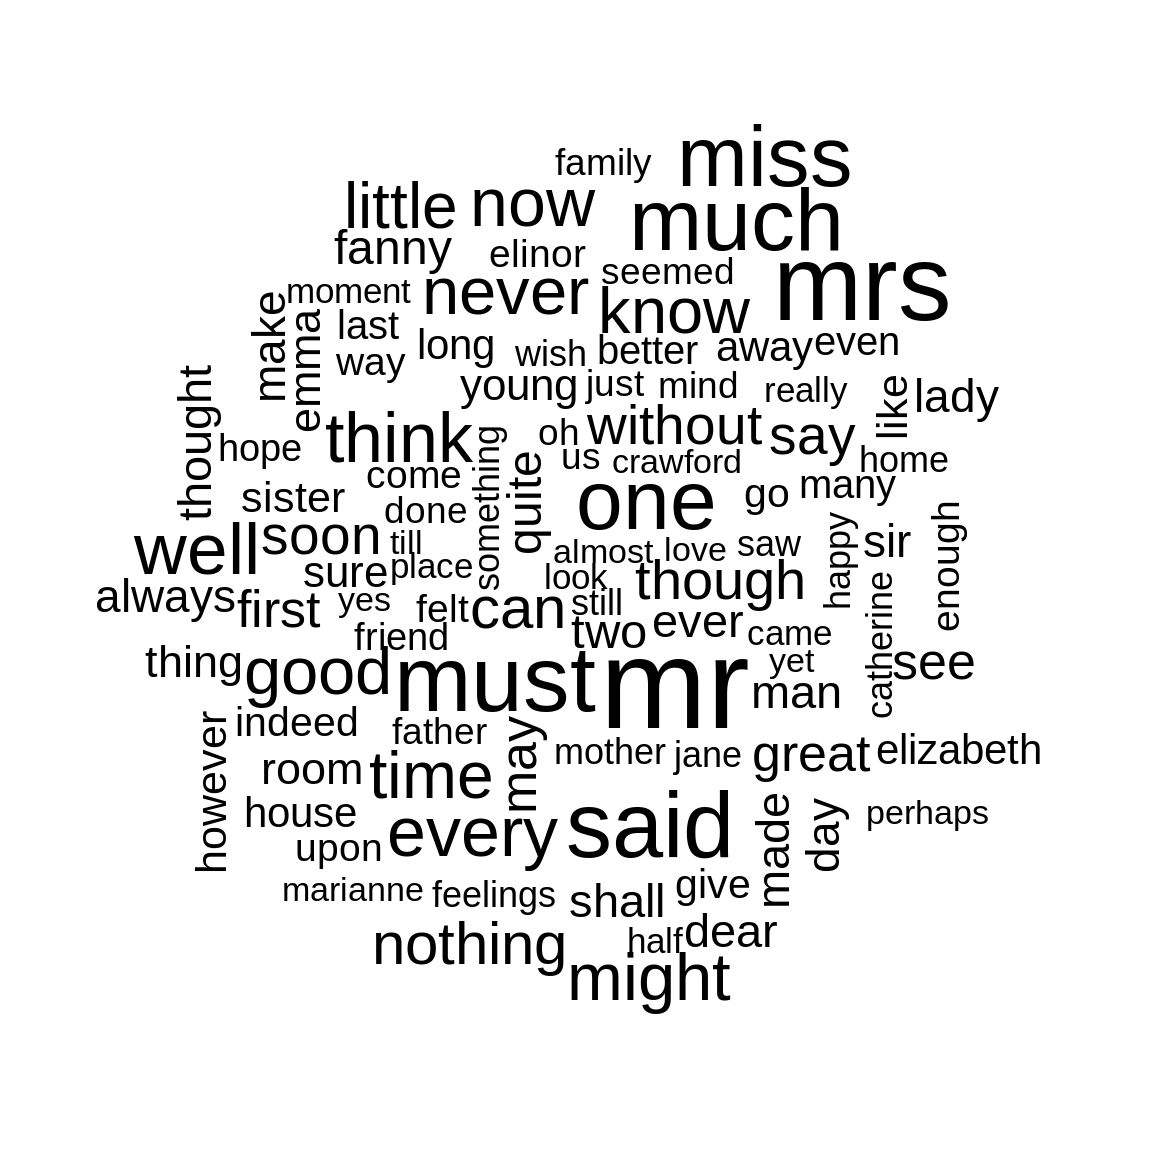 family
miss
little
now
much
fanny
elinor
seemed
mrs
moment
never
know
make
emma
last
long
wish
better
away
even
way
young
just
mind
really
like
lady
thought
hope
think
something
oh
without
say
us
crawford
home
come
quite
one
go
many
sister
done
well
soon
till
almost
love
saw
happy
sir
enough
sure
place
look
though
always
first
yes
felt
can
still
two
ever
came
catherine
friend
thing
good
must
mr
yet
see
man
however
indeed
father
may
mother
jane
great
elizabeth
room
time
house
every
said
made
day
perhaps
upon
marianne
feelings
shall
give
nothing
half
dear
might